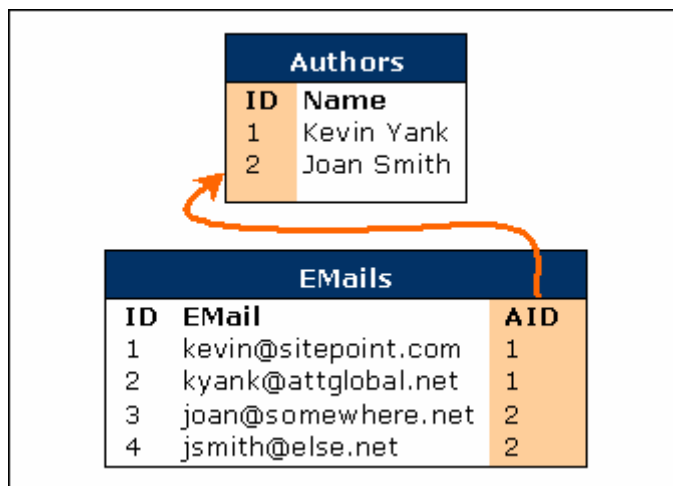 Authors
ID Name
1 Kevin Yank
2 Joan Smith
EMails
ID EMail AID
1 kevin@sitepoint.com 1
2 kyank@attglobal.net 1
3 joan@somewhere.net 2
4 jsmith@else.net 2